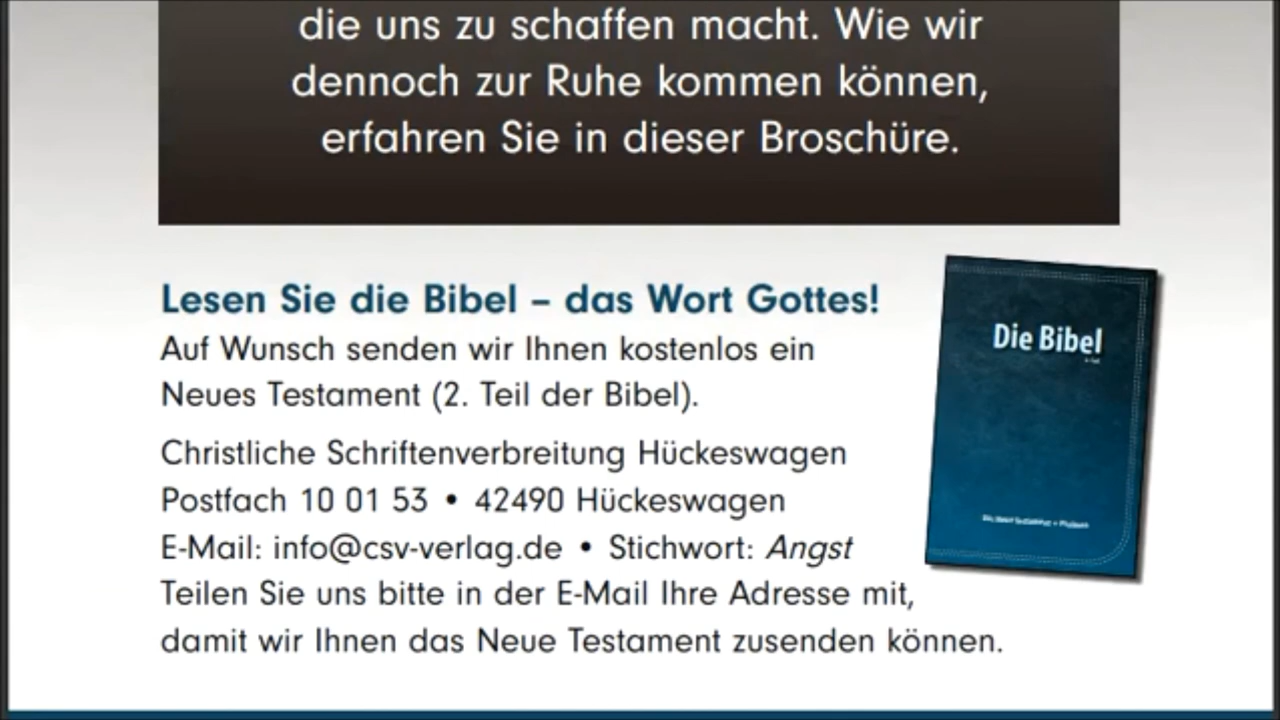 die uns zu schaffen macht. Wie wir
dennoch zur Ruhe kommen können,
erfahren Sie in dieser Broschüre.
Lesen Sie die Bibel – das Wort Gottes!
Auf Wunsch senden wir Ihnen kostenlos ein
Neues Testament (2. Teil der Bibel).
Christliche Schriftenverbreitung Hückeswagen
Postfach 10 01 53 • 42490 Hückeswagen
E-Mail: info@csv-verlag.de • Stichwort: Angst
Teilen Sie uns bitte in der E-Mail Ihre Adresse mit,
damit wir Ihnen das Neue Testament zusenden können.
Die Bibel